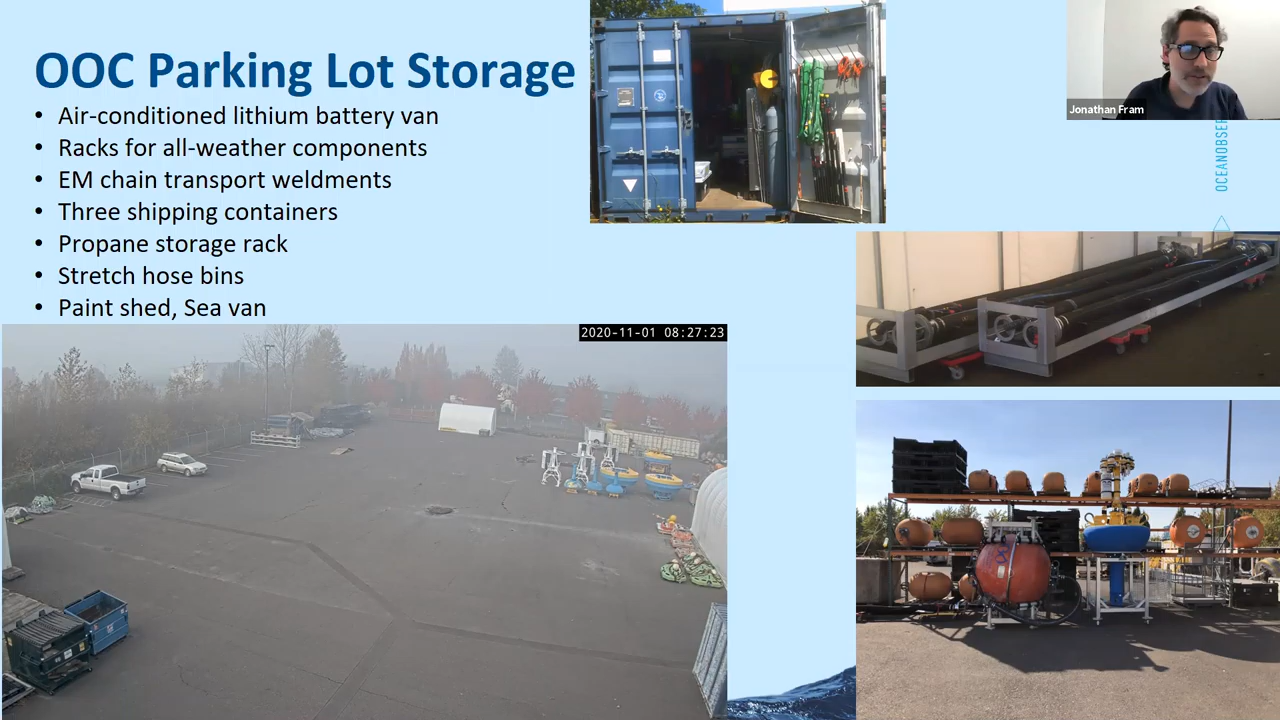 OOC Parking Lot Storage
• Air-conditioned lithium battery van
• Racks for all-weather components
• EM chain transport weldments
• Three shipping containers
• Propane storage rack
• Stretch hose bins
• Paint shed, Sea van
2020-11-01 08:27:23
Jonathan Fram
OCEANOBSER